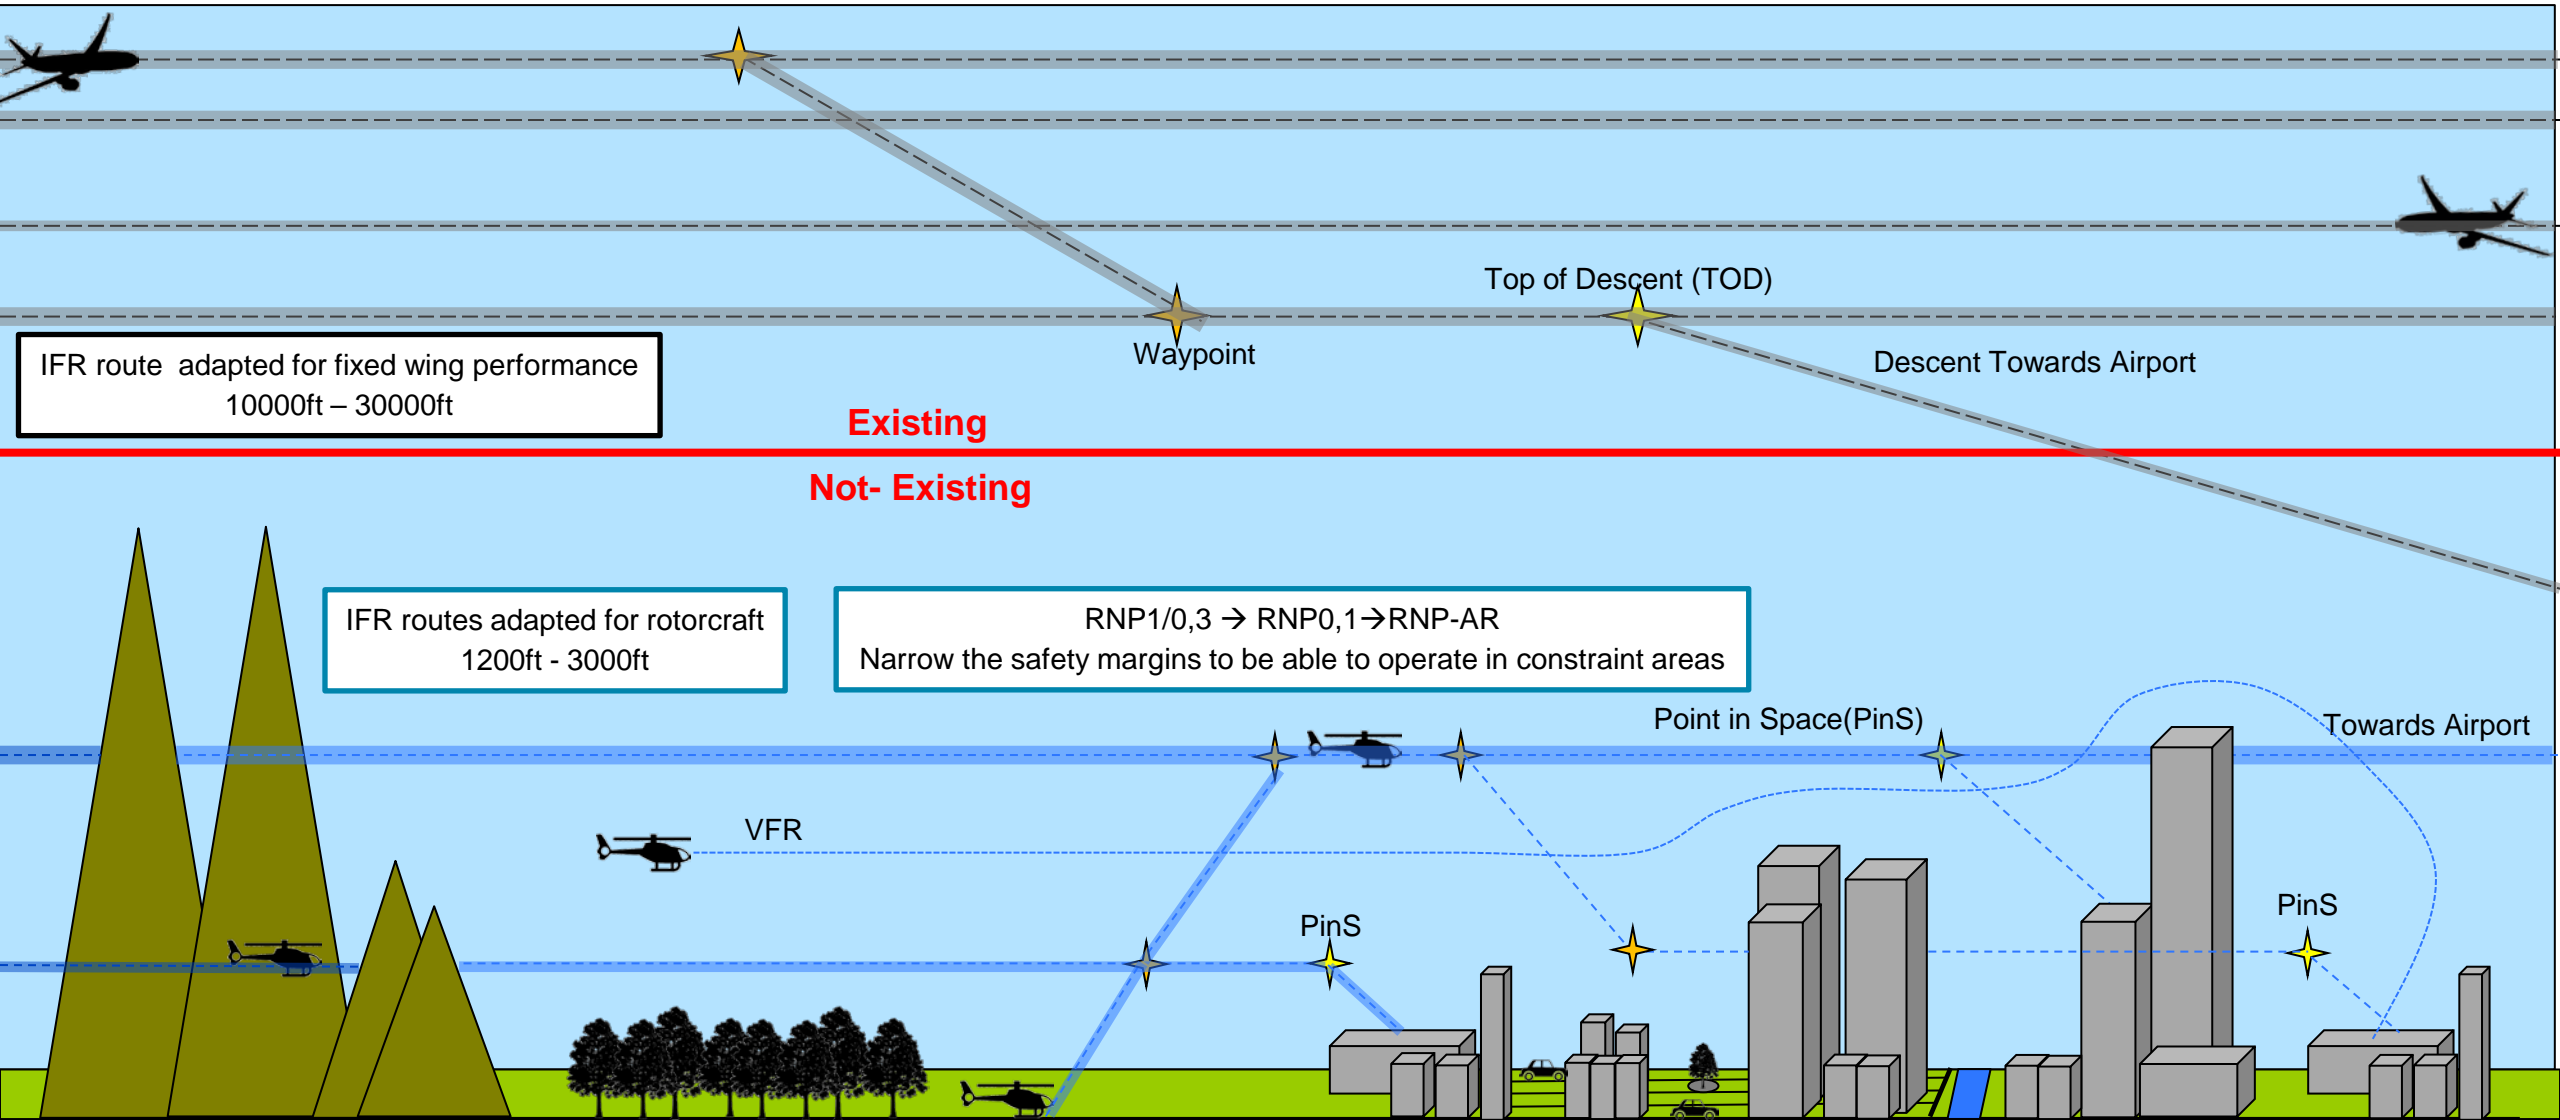 Top of Descent (TOD)
Waypoint
Descent Towards Airport
IFR route  adapted for fixed wing performance
10000ft – 30000ft
Existing
Not- Existing
IFR routes adapted for rotorcraft
1200ft - 3000ft
RNP1/0,3 → RNP0,1→RNP-AR
Narrow the safety margins to be able to operate in constraint areas
Point in Space(PinS)
Towards Airport
VFR
PinS
PinS